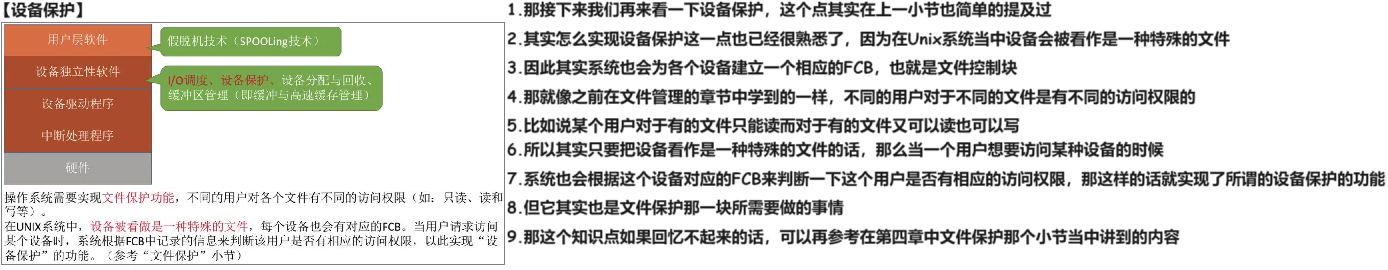 【设备保护】
用户层软件
假脱机技术（SPOOLing技术）
设备独立性软件
I/O调度、设备保护、设备分配与回收、
缓冲区管理（即缓冲与高速缓存管理）
设备驱动程序
中断处理程序
硬件
操作系统需要实现文件保护功能，不同的用户对各个文件有不同的访问权限（如：只读、读和
写等）。
在UNIX系统中，设备被看做是一种特殊的文件，每个设备也会有对应的FCB。当用户请求访问
某个设备时，系统根据FCB中记录的信息来判断该用户是否有相应的访问权限，以此实现“设
备保护”的功能。（参考“文件保护”小节）
1.那接下来我们再来看一下设备保护，这个点其实在上一小节也简单的提及过
2.其实怎么实现设备保护这一点也已经很熟悉了，因为在Unix系统当中设备会被看作是一种特殊的文件
3.因此其实系统也会为各个设备建立一个相应的FCB，也就是文件控制块
4.那就像之前在文件管理的章节中学到的一样，不同的用户对于不同的文件是有不同的访问权限的
5.比如说某个用户对于有的文件只能读而对于有的文件又可以读也可以写
6.所以其实只要把设备看作是一种特殊的文件的话，那么当一个用户想要访问某种设备的时候
7.系统也会根据这个设备对应的FCB来判断一下这个用户是否有相应的访问权限，那这样的话就实现了所谓的设备保护的功能
8.但它其实也是文件保护那一块所需要做的事情
9.那这个知识点如果回忆不起来的话，可以再参考在第四章中文件保护那个小节当中讲到的内容